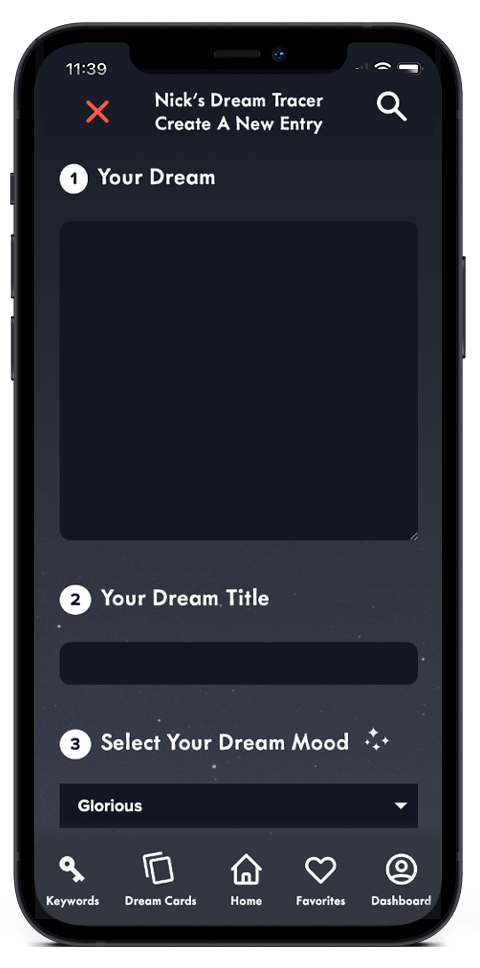 11:39
Nick's Dream Tracer
Create A New Entry
1 Your Dream
2 Your Dream Title
3 Select Your Dream Mood
Glorious
Keywords Dream Cards Home Favorites Dashboard